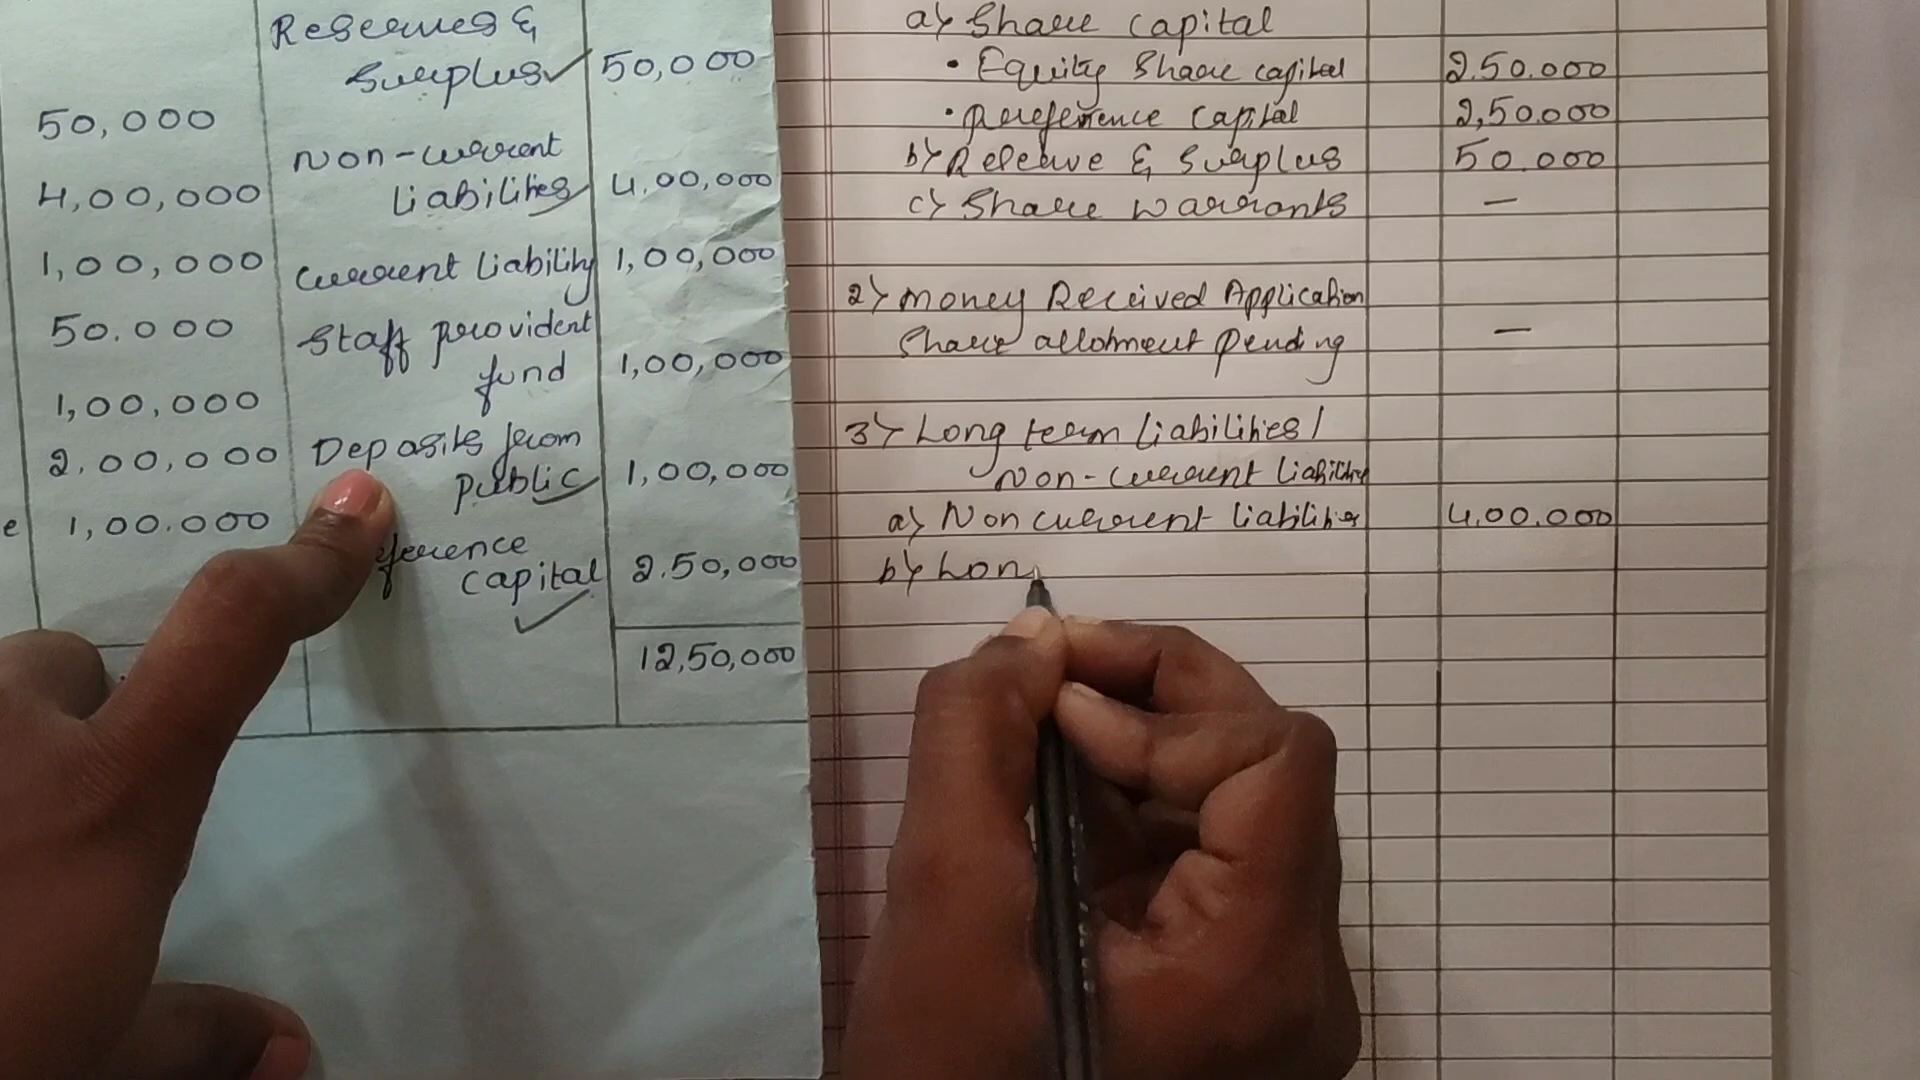 Reserves &
Surplus 50,000
50,000
Non-current
4,00,000 liabilities 4,00,000
1,00,000 Current liability 1,00,000
50.000 Staff provident
fund 1,00,000
1,00,000
2,00,000 Deposits from
public 1,00,000
e 1,00.000
ference
capital 2.50,000
12,50,000
a) Share capital
• Equity Share capital 2.50.000
• Preference capital 2,50.000
b) Reserve & Surplus 50.000
c) Share warrants —
2) Money Received Application
Share allotment pending —
3) Long term liabilities /
Non-current liability
a) Non current liabilities 4.00.000
b) Lon